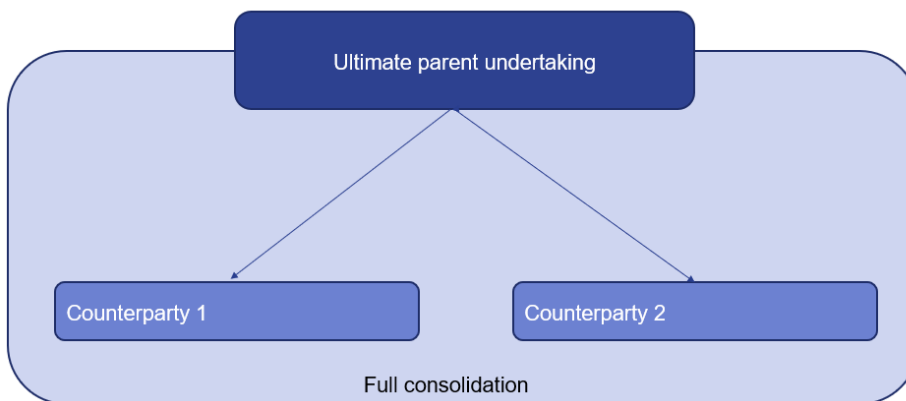 Ultimate parent undertaking
Counterparty 1
Counterparty 2
Full consolidation